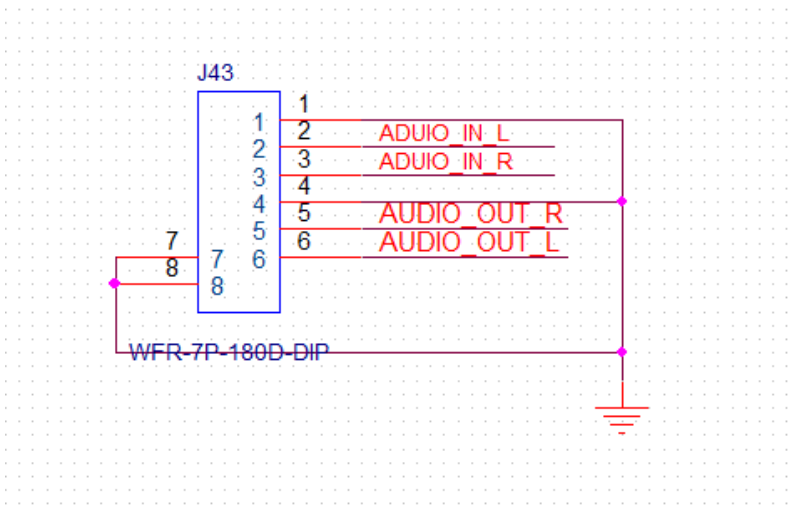 J43
1
1
2
ADUIO_IN_L
2
3
ADUIO_IN_R
3
4
4
5
AUDIO_OUT_R
5
6
AUDIO_OUT_L
6
7
7
8
8
WFR-7P-180D-DIP